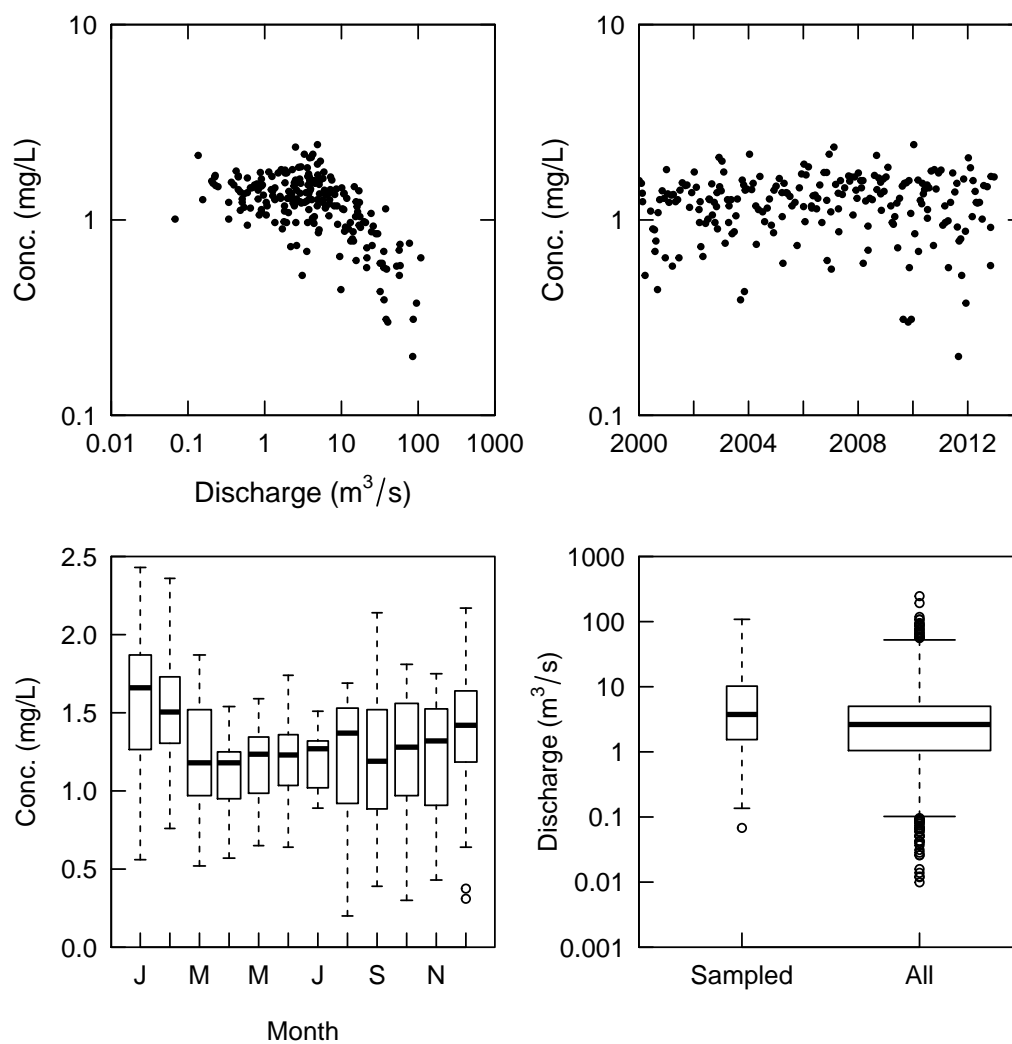 10
1
0.1
Conc. (mg/L)
0.01 0.1 1 10 100 1000
Discharge (m³/s)
10
1
0.1
Conc. (mg/L)
2000 2004 2008 2012
2.5
2.0
1.5
1.0
0.5
0.0
Conc. (mg/L)
J M M J S N
Month
1000
100
10
1
0.1
0.01
0.001
Discharge (m³/s)
Sampled All